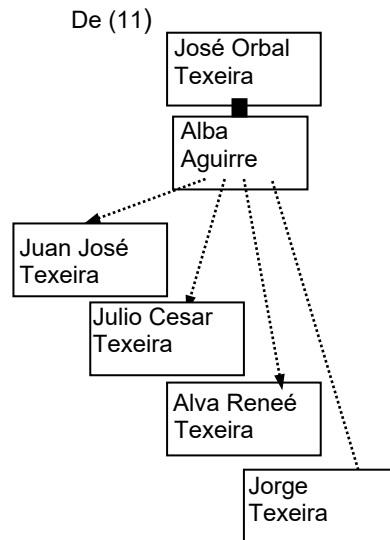 De (11)
José Orbal
Texeira
Alba
Aguirre
Juan José
Texeira
Julio Cesar
Texeira
Alva Reneé
Texeira
Jorge
Texeira